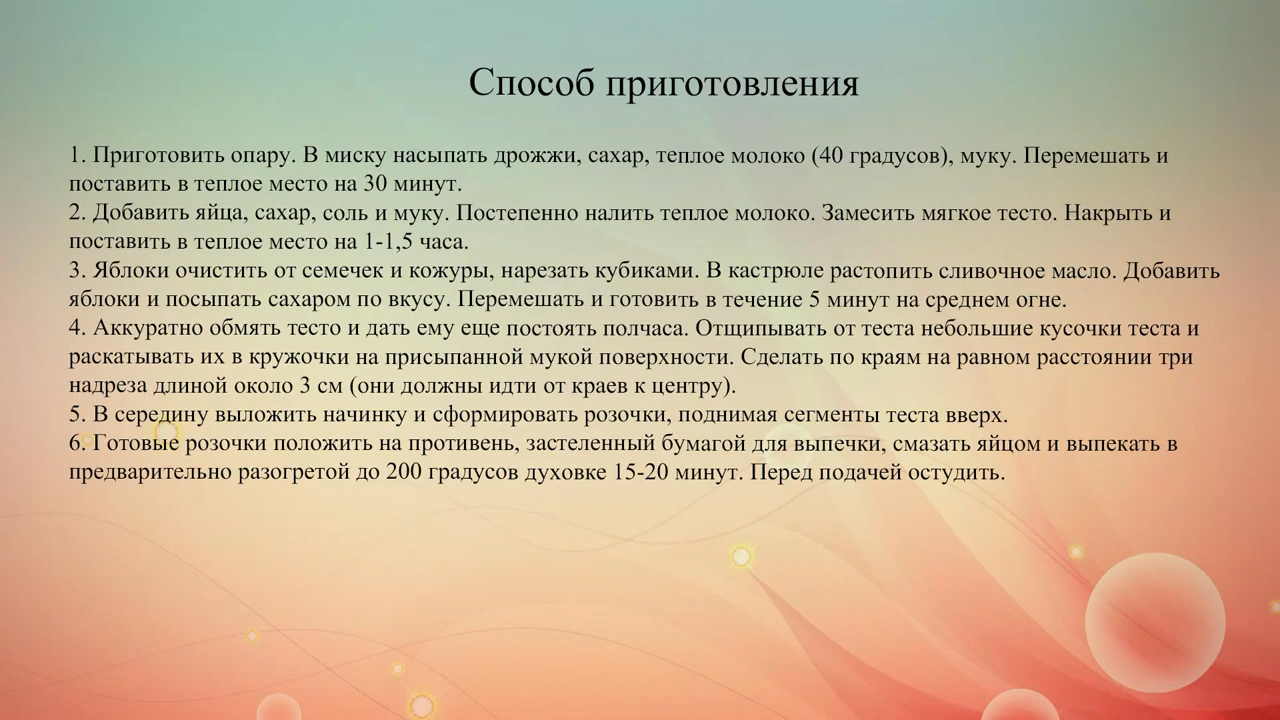 Способ приготовления
1. Приготовить опару. В миску насыпать дрожжи, сахар, теплое молоко (40 градусов), муку. Перемешать и
поставить в теплое место на 30 минут.
2. Добавить яйца, сахар, соль и муку. Постепенно налить теплое молоко. Замесить мягкое тесто. Накрыть и
поставить в теплое место на 1-1,5 часа.
3. Яблоки очистить от семечек и кожуры, нарезать кубиками. В кастрюле растопить сливочное масло. Добавить
яблоки и посыпать сахаром по вкусу. Перемешать и готовить в течение 5 минут на среднем огне.
4. Аккуратно обмять тесто и дать ему еще постоять полчаса. Отщипывать от теста небольшие кусочки теста и
раскатывать их в кружочки на присыпанной мукой поверхности. Сделать по краям на равном расстоянии три
надреза длиной около 3 см (они должны идти от краев к центру).
5. В середину выложить начинку и сформировать розочки, поднимая сегменты теста вверх.
6. Готовые розочки положить на противень, застеленный бумагой для выпечки, смазать яйцом и выпекать в
предварительно разогретой до 200 градусов духовке 15-20 минут. Перед подачей остудить.